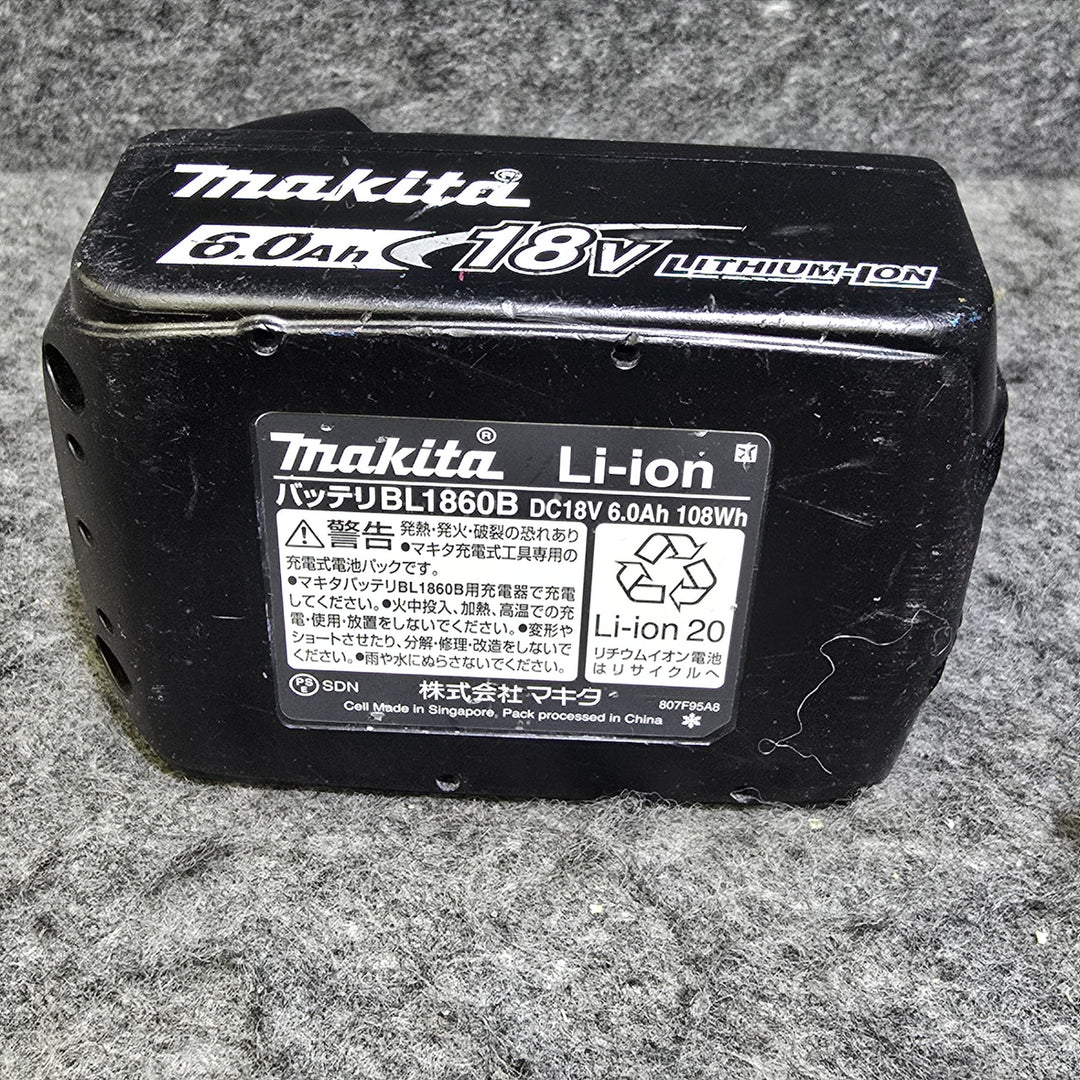 makita®
6.0Ah 18V LITHIUM-ION
makita® Li-ion
バッテリBL1860B DC18V 6.0Ah 108Wh
警告 発熱・発火・破裂の恐れあり
●マキタ充電式工具専用の
充電式電池パックです。
●マキタバッテリBL1860B用充電器で充電
してください。●火中投入、加熱、高温での充
電・使用・放置をしないでください。●変形や
ショートさせたり、分解・修理・改造をしないで
ください。●雨や水にぬらさないでください。
Li-ion 20
リチウムイオン電池
はリサイクルへ
PSE SDN 株式会社マキタ 807F95A8
Cell Made in Singapore, Pack processed in China ✻